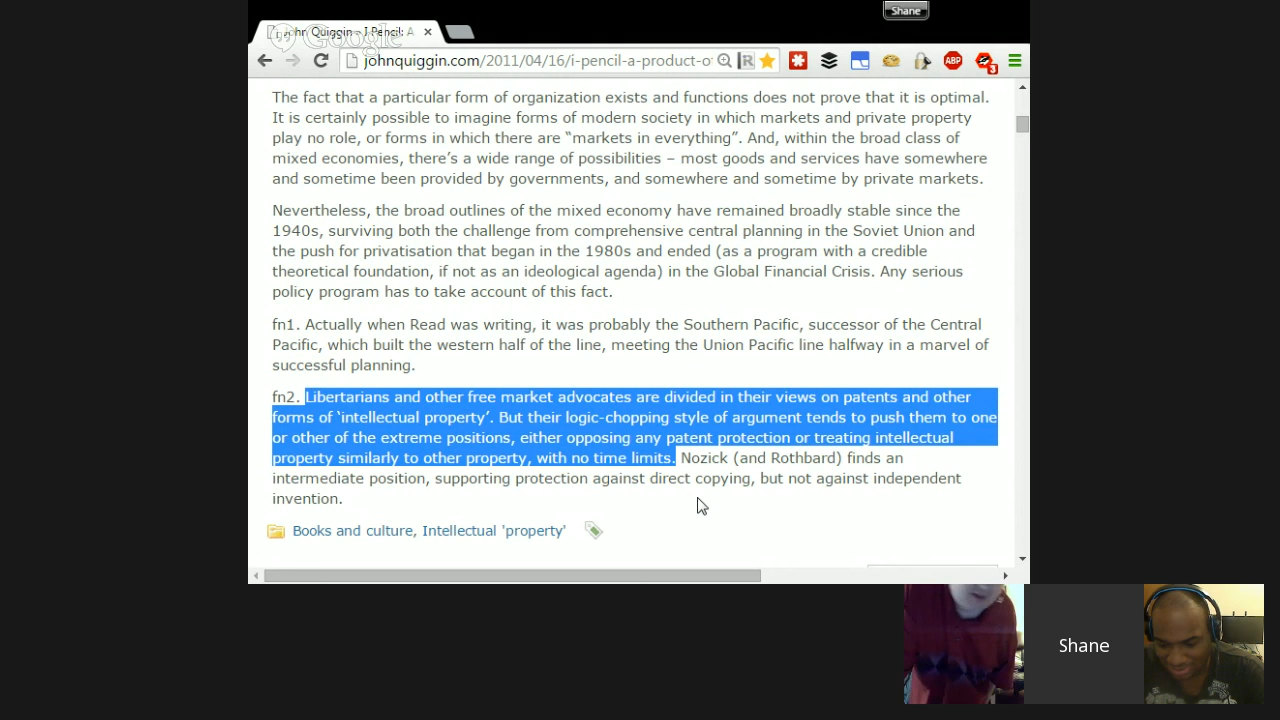 Shane
John Quiggin - I Pencil: A
Google
johnquiggin.com/2011/04/16/i-pencil-a-product-o
ABP
3
The fact that a particular form of organization exists and functions does not prove that it is optimal.
It is certainly possible to imagine forms of modern society in which markets and private property
play no role, or forms in which there are “markets in everything”. And, within the broad class of
mixed economies, there’s a wide range of possibilities – most goods and services have somewhere
and sometime been provided by governments, and somewhere and sometime by private markets.
Nevertheless, the broad outlines of the mixed economy have remained broadly stable since the
1940s, surviving both the challenge from comprehensive central planning in the Soviet Union and
the push for privatisation that began in the 1980s and ended (as a program with a credible
theoretical foundation, if not as an ideological agenda) in the Global Financial Crisis. Any serious
policy program has to take account of this fact.
fn1. Actually when Read was writing, it was probably the Southern Pacific, successor of the Central
Pacific, which built the western half of the line, meeting the Union Pacific line halfway in a marvel of
successful planning.
fn2. Libertarians and other free market advocates are divided in their views on patents and other
forms of ‘intellectual property’. But their logic-chopping style of argument tends to push them to one
or other of the extreme positions, either opposing any patent protection or treating intellectual
property similarly to other property, with no time limits. Nozick (and Rothbard) finds an
intermediate position, supporting protection against direct copying, but not against independent
invention.
Books and culture, Intellectual 'property'
Shane